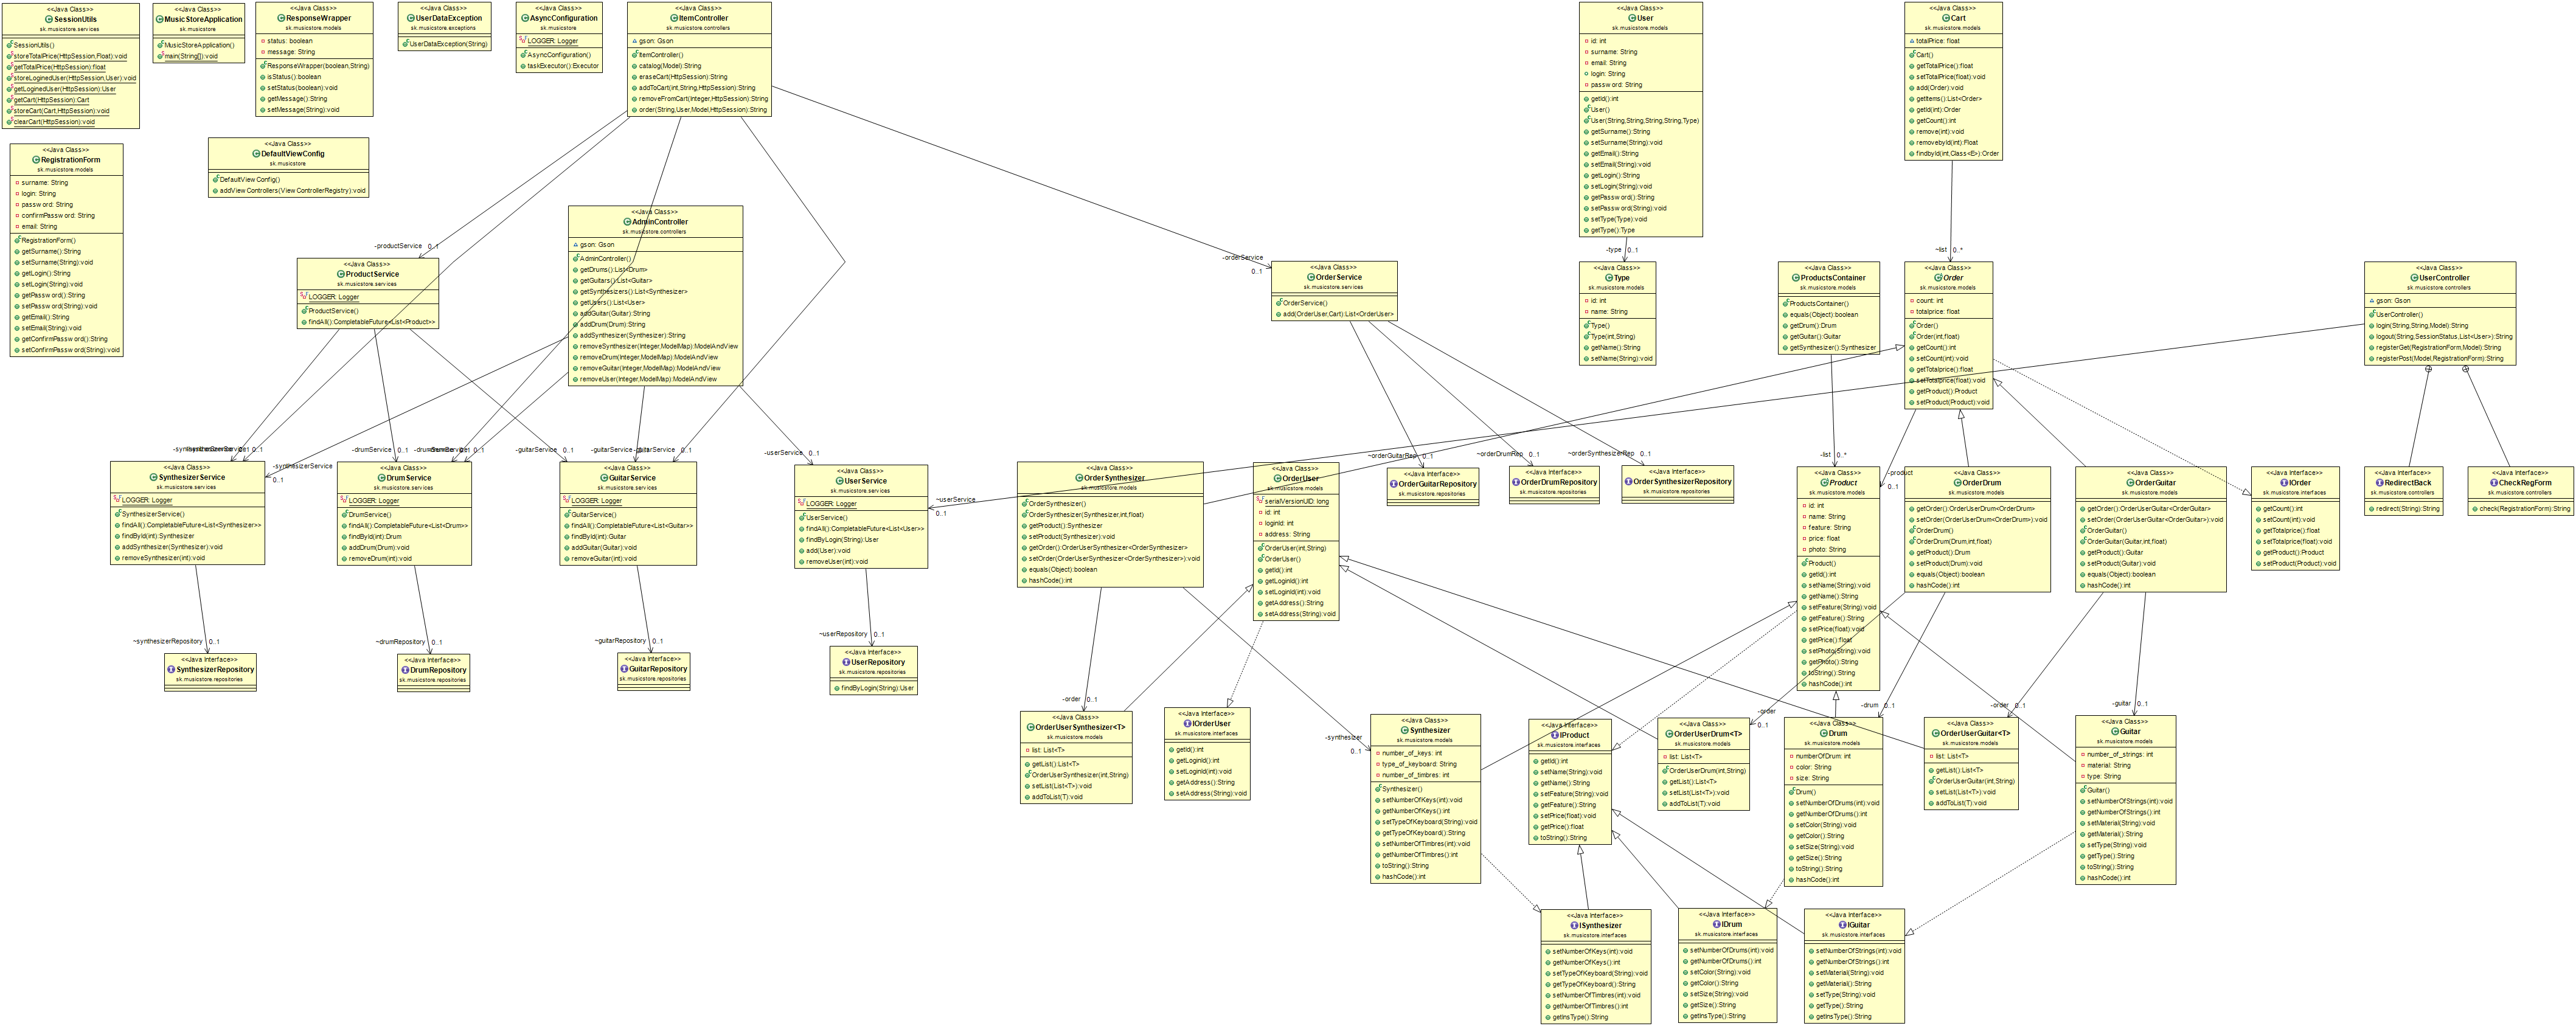 <<Java Class>>
SessionUtils
sk.musicstore.services
SessionUtils()
storeTotalPrice(HttpSession,Float):void
getTotalPrice(HttpSession):float
storeLoginedUser(HttpSession,User):void
getLoginedUser(HttpSession):User
getCart(HttpSession):Cart
storeCart(Cart,HttpSession):void
clearCart(HttpSession):void
<<Java Class>>
MusicStoreApplication
sk.musicstore
MusicStoreApplication()
main(String[]):void
<<Java Class>>
ResponseWrapper
sk.musicstore.models
status: boolean
message: String
ResponseWrapper(boolean,String)
isStatus():boolean
setStatus(boolean):void
getMessage():String
setMessage(String):void
<<Java Class>>
UserDataException
sk.musicstore.exceptions
UserDataException(String)
<<Java Class>>
AsyncConfiguration
sk.musicstore
LOGGER: Logger
AsyncConfiguration()
taskExecutor():Executor
<<Java Class>>
ItemController
sk.musicstore.controllers
gson: Gson
ItemController()
catalog(Model):String
eraseCart(HttpSession):String
addToCart(int,String,HttpSession):String
removeFromCart(Integer,HttpSession):String
order(String,User,Model,HttpSession):String
<<Java Class>>
User
sk.musicstore.models
id: int
surname: String
email: String
login: String
password: String
getId():int
User()
User(String,String,String,String,Type)
getSurname():String
setSurname(String):void
getEmail():String
setEmail(String):void
getLogin():String
setLogin(String):void
getPassword():String
setPassword(String):void
setType(Type):void
getType():Type
<<Java Class>>
Cart
sk.musicstore.models
totalPrice: float
Cart()
getTotalPrice():float
setTotalPrice(float):void
add(Order):void
getItems():List<Order>
getId(int):Order
getCount():int
remove(int):void
removebyId(int):Float
findbyId(int,Class<E>):Order
<<Java Class>>
RegistrationForm
sk.musicstore.models
surname: String
login: String
password: String
confirmPassword: String
email: String
RegistrationForm()
getSurname():String
setSurname(String):void
getLogin():String
setLogin(String):void
getPassword():String
setPassword(String):void
getEmail():String
setEmail(String):void
getConfirmPassword():String
setConfirmPassword(String):void
<<Java Class>>
DefaultViewConfig
sk.musicstore
DefaultViewConfig()
addViewControllers(ViewControllerRegistry):void
<<Java Class>>
AdminController
sk.musicstore.controllers
gson: Gson
AdminController()
getDrums():List<Drum>
getGuitars():List<Guitar>
getSynthesizers():List<Synthesizer>
getUsers():List<User>
addGuitar(Guitar):String
addDrum(Drum):String
addSynthesizer(Synthesizer):String
removeSynthesizer(Integer,ModelMap):ModelAndView
removeDrum(Integer,ModelMap):ModelAndView
removeGuitar(Integer,ModelMap):ModelAndView
removeUser(Integer,ModelMap):ModelAndView
-productService 0..1
<<Java Class>>
ProductService
sk.musicstore.services
LOGGER: Logger
ProductService()
findAll():CompletableFuture<List<Product>>
-orderService
0..1
<<Java Class>>
OrderService
sk.musicstore.services
OrderService()
add(OrderUser,Cart):List<OrderUser>
-type 0..1
<<Java Class>>
Type
sk.musicstore.models
id: int
name: String
Type()
Type(int,String)
getName():String
setName(String):void
<<Java Class>>
ProductsContainer
sk.musicstore.models
ProductsContainer()
equals(Object):boolean
getDrum():Drum
getGuitar():Guitar
getSynthesizer():Synthesizer
~list 0..*
<<Java Class>>
Order
sk.musicstore.models
count: int
totalprice: float
Order()
Order(int,float)
getCount():int
setCount(int):void
getTotalprice():float
setTotalprice(float):void
getProduct():Product
setProduct(Product):void
<<Java Class>>
UserController
sk.musicstore.controllers
gson: Gson
UserController()
login(String,String,Model):String
logout(String,SessionStatus,List<User>):String
registerGet(RegistrationForm,Model):String
registerPost(Model,RegistrationForm):String
-synthesizerService
0..1
<<Java Class>>
SynthesizerService
sk.musicstore.services
LOGGER: Logger
SynthesizerService()
findAll():CompletableFuture<List<Synthesizer>>
findById(int):Synthesizer
addSynthesizer(Synthesizer):void
removaSynthesizer(int):void
-drumService 0..1
<<Java Class>>
DrumService
sk.musicstore.services
LOGGER: Logger
DrumService()
findAll():CompletableFuture<List<Drum>>
findById(int):Drum
addDrum(Drum):void
removeDrum(int):void
-guitarService 0..1
-guitarService
0..1
<<Java Class>>
GuitarService
sk.musicstore.services
LOGGER: Logger
GuitarService()
findAll():CompletableFuture<List<Guitar>>
findById(int):Guitar
addGuitar(Guitar):void
removeGuitar(int):void
-userService 0..1
<<Java Class>>
UserService
sk.musicstore.services
LOGGER: Logger
UserService()
findAll():CompletableFuture<List<User>>
findByLogin(String):User
add(User):void
removeUser(int):void
~userService
0..1
<<Java Class>>
OrderSynthesizer
sk.musicstore.models
OrderSynthesizer()
OrderSynthesizer(Synthesizer,int,float)
getProduct():Synthesizer
setProduct(Synthesizer):void
getOrder():OrderUserSynthesizer<OrderSynthesizer>
setOrder(OrderUserSynthesizer<OrderSynthesizer>):void
equals(Object):boolean
hashCode():int
<<Java Class>>
OrderUser
sk.musicstore.models
serialVersionUID: long
id: int
loginId: int
address: String
OrderUser(int,String)
OrderUser()
getId():int
getLoginId():int
setLoginId(int):void
getAddress():String
setAddress(String):void
~orderGuitarRep 0..1
<<Java Interface>>
OrderGuitarRepository
sk.musicstore.repositories
~orderDrumRep 0..1
<<Java Interface>>
OrderDrumRepository
sk.musicstore.repositories
~orderSynthesizerRep 0..1
<<Java Interface>>
OrderSynthesizerRepository
sk.musicstore.repositories
-list 0..*
<<Java Class>>
Product
sk.musicstore.models
id: int
name: String
feature: String
price: float
photo: String
Product()
getId():int
setName(String):void
getName():String
setFeature(String):void
getFeature():String
setPrice(float):void
getPrice():float
setPhoto(String):void
getPhoto():String
toString():String
hashCode():int
-product
0..1
<<Java Class>>
OrderDrum
sk.musicstore.models
getOrder():OrderUserDrum<OrderDrum>
setOrder(OrderUserDrum<OrderDrum>):void
OrderDrum()
OrderDrum(Drum,int,float)
getProduct():Drum
setProduct(Drum):void
equals(Object):boolean
hashCode():int
<<Java Class>>
OrderGuitar
sk.musicstore.models
getOrder():OrderUserGuitar<OrderGuitar>
setOrder(OrderUserGuitar<OrderGuitar>):void
OrderGuitar()
OrderGuitar(Guitar,int,float)
getProduct():Guitar
setProduct(Guitar):void
equals(Object):boolean
hashCode():int
<<Java Interface>>
IOrder
sk.musicstore.interfaces
getCount():int
setCount(int):void
getTotalprice():float
setTotalprice(float):void
getProduct():Product
setProduct(Product):void
<<Java Interface>>
RedirectBack
sk.musicstore.controllers
redirect(String):String
<<Java Interface>>
CheckRegForm
sk.musicstore.controllers
check(RegistrationForm):String
~synthesizerRepository 0..1
<<Java Interface>>
SynthesizerRepository
sk.musicstore.repositories
~drumRepository 0..1
<<Java Interface>>
DrumRepository
sk.musicstore.repositories
~guitarRepository 0..1
<<Java Interface>>
GuitarRepository
sk.musicstore.repositories
~userRepository 0..1
<<Java Interface>>
UserRepository
sk.musicstore.repositories
findByLogin(String):User
-order 0..1
<<Java Class>>
OrderUserSynthesizer<T>
sk.musicstore.models
list: List<T>
getList():List<T>
OrderUserSynthesizer(int,String)
setList(List<T>):void
addToList(T):void
<<Java Interface>>
IOrderUser
sk.musicstore.interfaces
getId():int
getLoginId():int
setLoginId(int):void
getAddress():String
setAddress(String):void
-synthesizer
0..1
<<Java Class>>
Synthesizer
sk.musicstore.models
number_of_keys: int
type_of_keyboard: String
number_of_timbres: int
Synthesizer()
setNumberOfKeys(int):void
getNumberOfKeys():int
setTypeOfKeyboard(String):void
getTypeOfKeyboard():String
setNumberOfTimbres(int):void
getNumberOfTimbres():int
toString():String
hashCode():int
<<Java Interface>>
IProduct
sk.musicstore.interfaces
getId():int
setName(String):void
getName():String
setFeature(String):void
getFeature():String
setPrice(float):void
getPrice():float
toString():String
-order
0..1
<<Java Class>>
OrderUserDrum<T>
sk.musicstore.models
list: List<T>
OrderUserDrum(int,String)
getList():List<T>
setList(List<T>):void
addToList(T):void
-drum 0..1
<<Java Class>>
Drum
sk.musicstore.models
numberOfDrum: int
color: String
size: String
Drum()
setNumberOfDrums(int):void
getNumberOfDrums():int
setColor(String):void
getColor():String
setSize(String):void
getSize():String
toString():String
hashCode():int
-order 0..1
<<Java Class>>
OrderUserGuitar<T>
sk.musicstore.models
list: List<T>
getList():List<T>
OrderUserGuitar(int,String)
setList(List<T>):void
addToList(T):void
-guitar 0..1
<<Java Class>>
Guitar
sk.musicstore.models
number_of_strings: int
material: String
type: String
Guitar()
setNumberOfStrings(int):void
getNumberOfStrings():int
setMaterial(String):void
getMaterial():String
setType(String):void
getType():String
toString():String
hashCode():int
<<Java Interface>>
ISynthesizer
sk.musicstore.interfaces
setNumberOfKeys(int):void
getNumberOfKeys():int
setTypeOfKeyboard(String):void
getTypeOfKeyboard():String
setNumberOfTimbres(int):void
getNumberOfTimbres():int
getInsType():String
<<Java Interface>>
IDrum
sk.musicstore.interfaces
setNumberOfDrums(int):void
getNumberOfDrums():int
setColor(String):void
getColor():String
setSize(String):void
getSize():String
getInsType():String
<<Java Interface>>
IGuitar
sk.musicstore.interfaces
setNumberOfStrings(int):void
getNumberOfStrings():int
setMaterial(String):void
getMaterial():String
setType(String):void
getType():String
getInsType():String